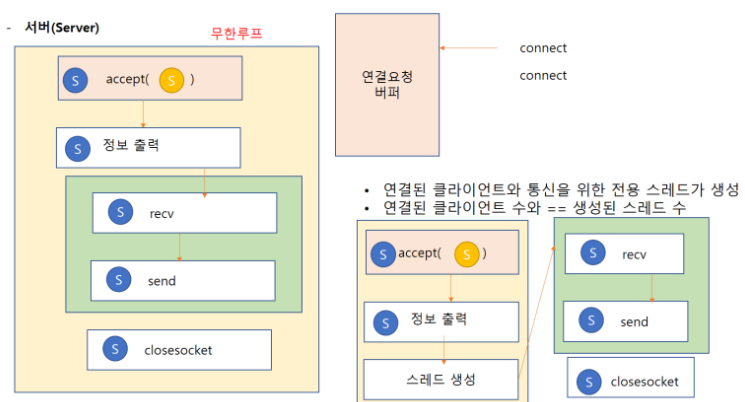 - 서버(Server)
무한루프
S accept( S )
S 정보 출력
S recv
S send
S closesocket
연결요청
버퍼
connect
connect
• 연결된 클라이언트와 통신을 위한 전용 스레드가 생성
• 연결된 클라이언트 수와 == 생성된 스레드 수
S accept( S )
S 정보 출력
스레드 생성
S recv
S send
S closesocket